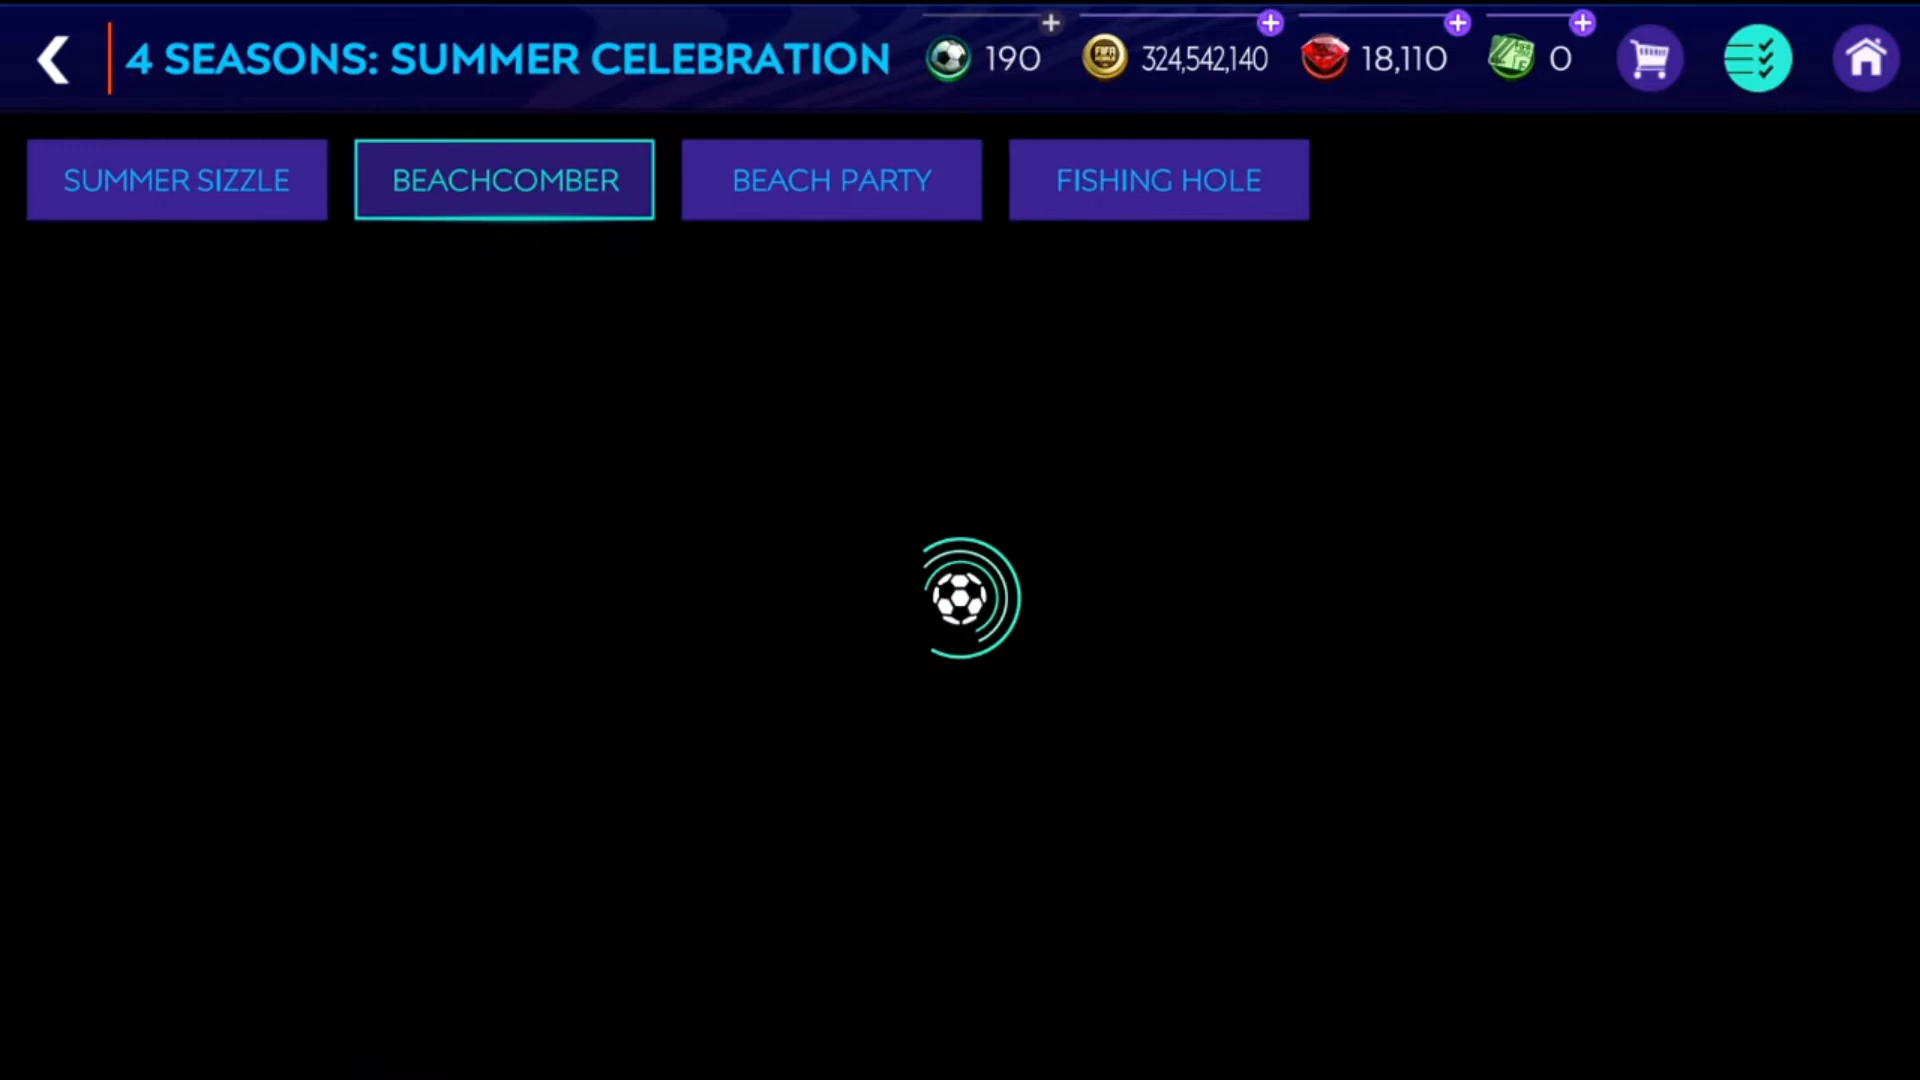 4 SEASONS: SUMMER CELEBRATION
190
324,542,140
18,110
0
SUMMER SIZZLE
BEACHCOMBER
BEACH PARTY
FISHING HOLE